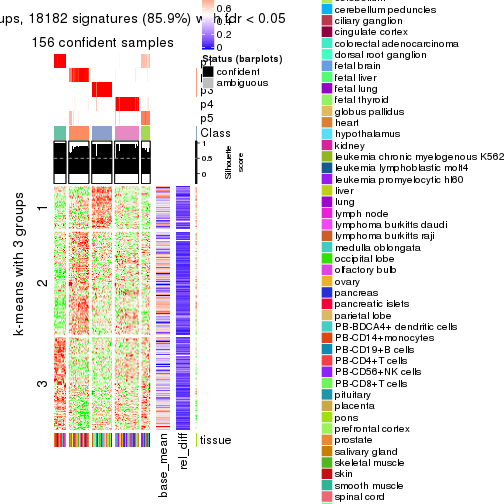 ups, 18182 signatures (85.9%) with fdr < 0.05
156 confident samples
p3
p4
p5
Class
1
0.5
0
Silhouette
score
k-means with 3 groups
1
2
3
tissue
base_mean
rel_diff
0.6
0.4
0.2
0
Status (barplots)
confident
ambiguous
cerebellum peduncles
ciliary ganglion
cingulate cortex
colorectal adenocarcinoma
dorsal root ganglion
fetal brain
fetal liver
fetal lung
fetal thyroid
globus pallidus
heart
hypothalamus
kidney
leukemia chronic myelogenous K562
leukemia lymphoblastic molt4
leukemia promyelocytic hl60
liver
lung
lymph node
lymphoma burkitts daudi
lymphoma burkitts raji
medulla oblongata
occipital lobe
olfactory bulb
ovary
pancreas
pancreatic islets
parietal lobe
PB-BDCA4+ dendritic cells
PB-CD14+monocytes
PB-CD19+B cells
PB-CD4+T cells
PB-CD56+NK cells
PB-CD8+T cells
pituitary
placenta
pons
prefrontal cortex
prostate
salivary gland
skeletal muscle
skin
smooth muscle
spinal cord